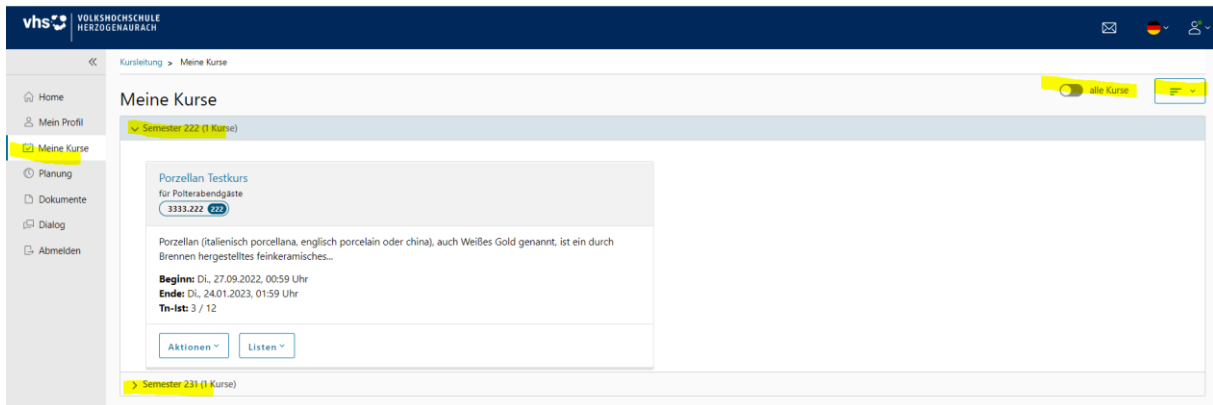 vhs
VOLKSHOCHSCHULE
HERZOGENAURACH
Kursleitung > Meine Kurse
Home
Mein Profil
Meine Kurse
Planung
Dokumente
Dialog
Abmelden
Meine Kurse
alle Kurse
Semester 222 (1 Kurse)
Porzellan Testkurs
für Polterabendgäste
3333.222 222
Porzellan (italienisch porcellana, englisch porcelain oder china), auch Weißes Gold genannt, ist ein durch
Brennen hergestelltes feinkeramisches...
Beginn: Di., 27.09.2022, 00:59 Uhr
Ende: Di., 24.01.2023, 01:59 Uhr
Tn-Ist: 3 / 12
Aktionen
Listen
Semester 231 (1 Kurse)